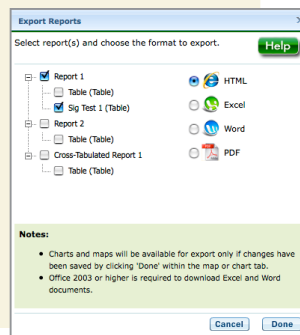 Export Reports
Select report(s) and choose the format to export.
Help
Report 1
Table (Table)
Sig Test 1 (Table)
Report 2
Table (Table)
Cross-Tabulated Report 1
Table (Table)
HTML
Excel
Word
PDF
Notes:
• Charts and maps will be available for export only if changes have
been saved by clicking 'Done' within the map or chart tab.
• Office 2003 or higher is required to download Excel and Word
documents.
Cancel
Done